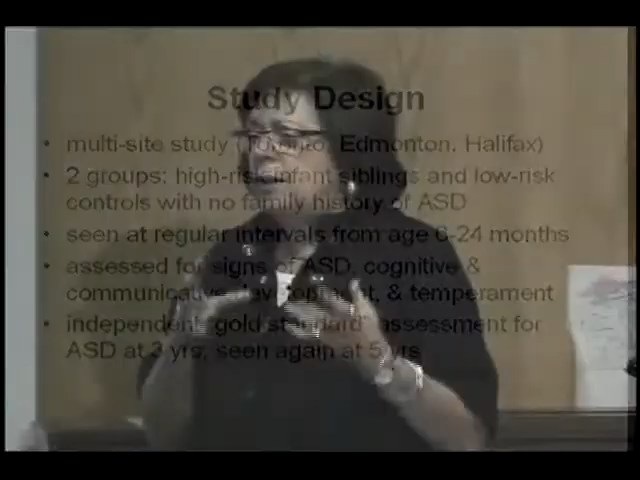 Study Design
• multi-site study (Toronto, Edmonton, Halifax)
• 2 groups: high-risk infant siblings and low-risk
controls with no family history of ASD
• seen at regular intervals from age 6-24 months
• assessed for signs of ASD, cognitive &
communicative development, & temperament
• independent "gold standard" assessment for
ASD at 3 yrs; seen again at 5 yrs